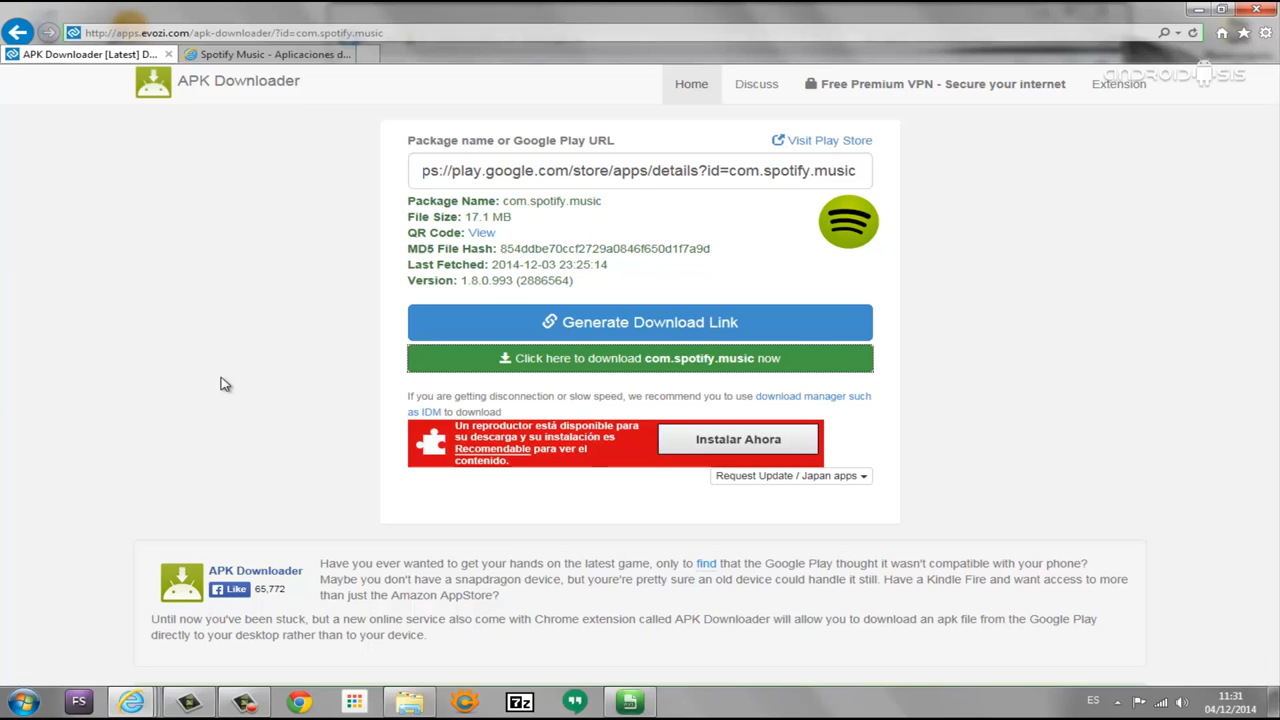 http://apps.evozi.com/apk-downloader/?id=com.spotify.music
APK Downloader [Latest] D...
Spotify Music - Aplicaciones d...
APK Downloader
Home
Discuss
Free Premium VPN - Secure your internet
Extension
ANDROID SIS
Package name or Google Play URL
Visit Play Store
ps://play.google.com/store/apps/details?id=com.spotify.music
Package Name: com.spotify.music
File Size: 17.1 MB
QR Code: View
MD5 File Hash: 854ddbe70ccf2729a0846f650d1f7a9d
Last Fetched: 2014-12-03 23:25:14
Version: 1.8.0.993 (2886564)
Generate Download Link
Click here to download com.spotify.music now
If you are getting disconnection or slow speed, we recommend you to use download manager such
as IDM to download
Un reproductor está disponible para
su descarga y su instalación es
Recomendable para ver el
contenido.
Instalar Ahora
Request Update / Japan apps
APK Downloader
Like 65,772
Have you ever wanted to get your hands on the latest game, only to find that the Google Play thought it wasn't compatible with your phone?
Maybe you don't have a snapdragon device, but youre're pretty sure an old device could handle it still. Have a Kindle Fire and want access to more
than just the Amazon AppStore?
Until now you've been stuck, but a new online service also come with Chrome extension called APK Downloader will allow you to download an apk file from the Google Play
directly to your desktop rather than to your device.
FS
7z
ES
11:31
04/12/2014